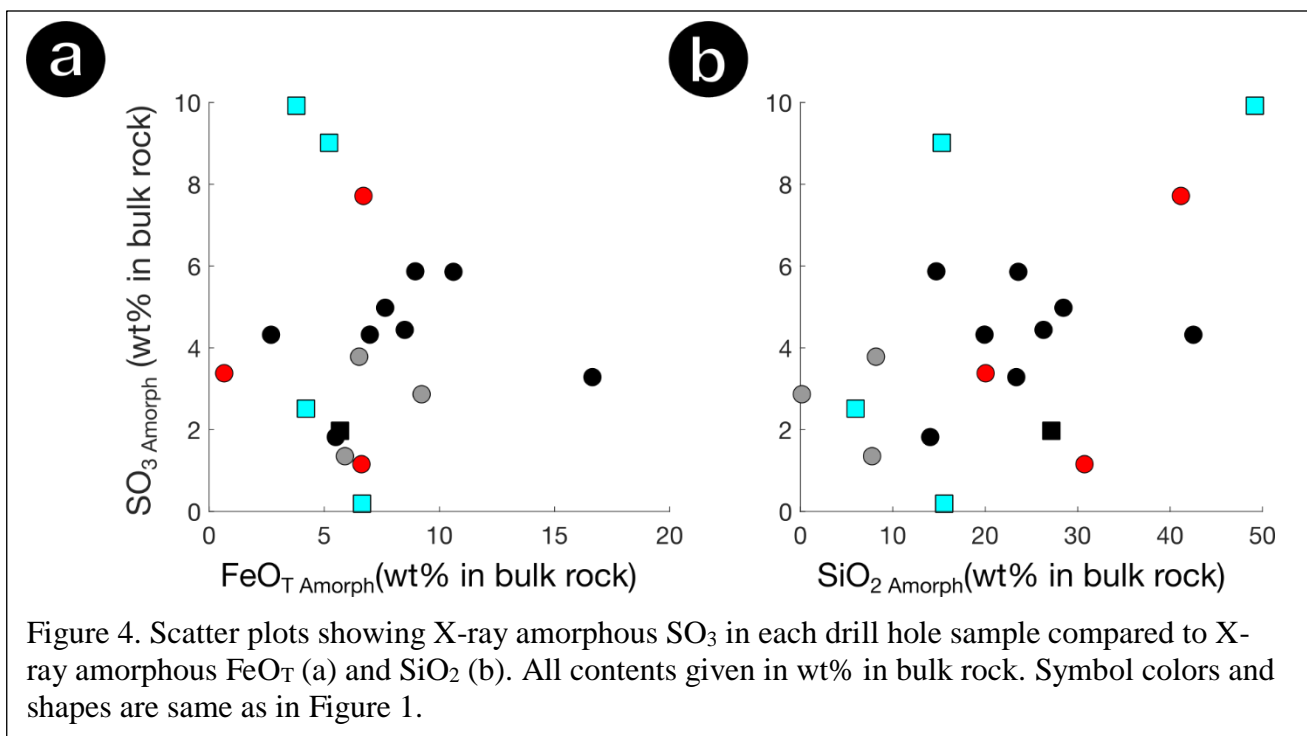 a
b
SO3 Amorph (wt% in bulk rock)
10
8
6
4
2
0
0 5 10 15 20
FeOT Amorph(wt% in bulk rock)
10
8
6
4
2
0
0 10 20 30 40 50
SiO2 Amorph(wt% in bulk rock)
Figure 4. Scatter plots showing X-ray amorphous SO3 in each drill hole sample compared to X-
ray amorphous FeOT (a) and SiO2 (b). All contents given in wt% in bulk rock. Symbol colors and
shapes are same as in Figure 1.